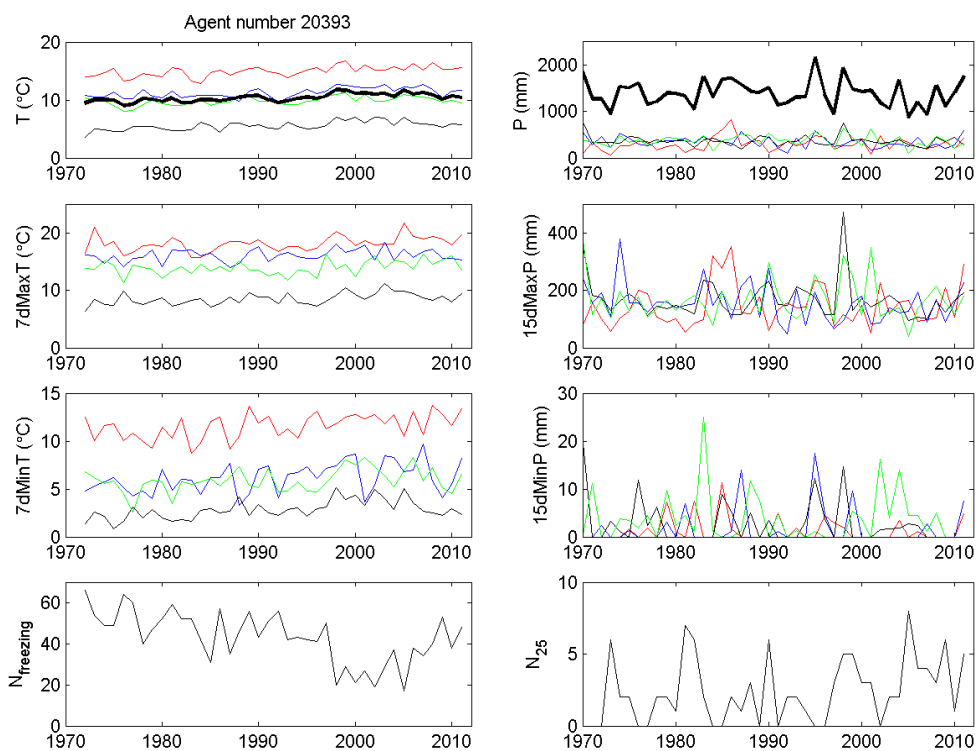 Agent number 20393
T (°C)
20
10
0
1970 1980 1990 2000 2010
P (mm)
2000
1000
0
1970 1980 1990 2000 2010
7dMaxT (°C)
20
10
0
1970 1980 1990 2000 2010
15dMaxP (mm)
400
200
0
1970 1980 1990 2000 2010
7dMinT (°C)
15
10
5
0
1970 1980 1990 2000 2010
15dMinP (mm)
30
20
10
0
1970 1980 1990 2000 2010
Nfreezing
60
40
20
0
1970 1980 1990 2000 2010
N25
10
5
0
1970 1980 1990 2000 2010